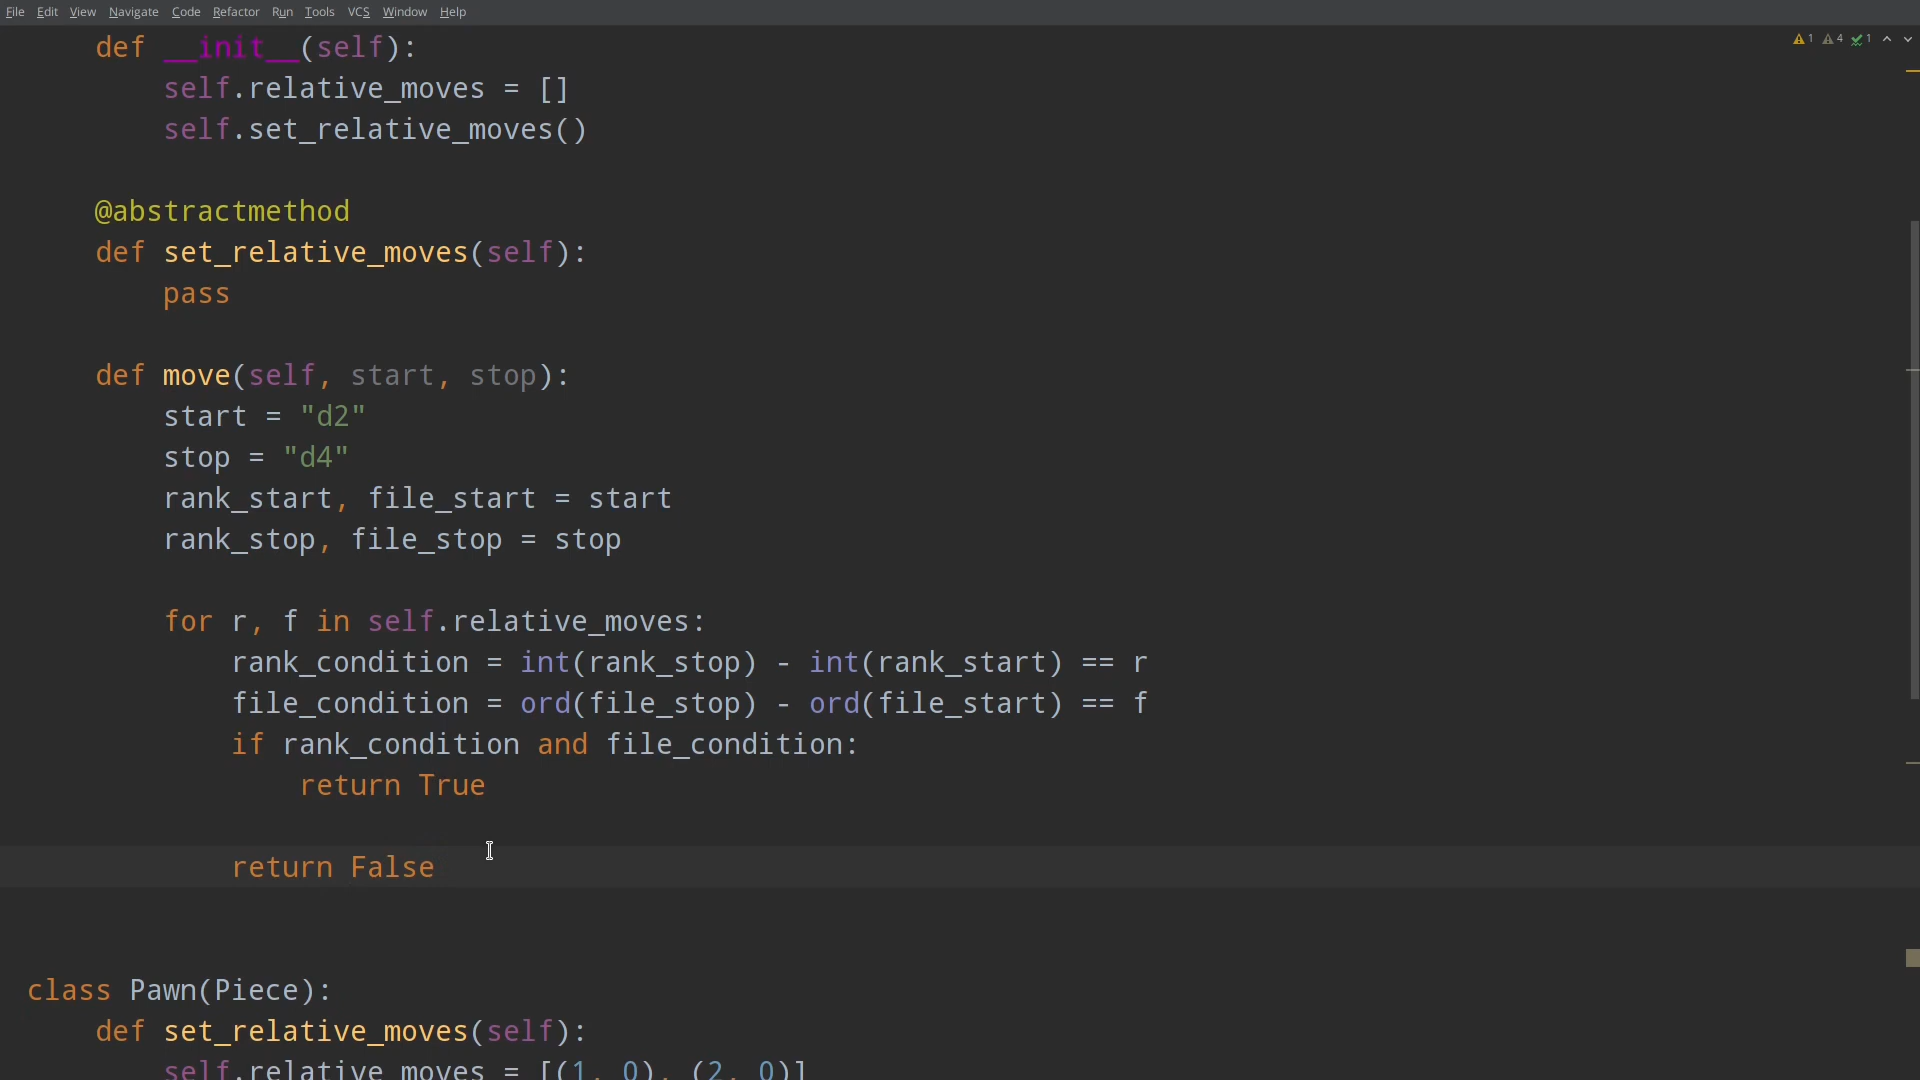 File Edit View Navigate Code Refactor Run Tools VCS Window Help
1 4 1
def __init__(self):
self.relative_moves = []
self.set_relative_moves()
@abstractmethod
def set_relative_moves(self):
pass
def move(self, start, stop):
start = "d2"
stop = "d4"
rank_start, file_start = start
rank_stop, file_stop = stop
for r, f in self.relative_moves:
rank_condition = int(rank_stop) - int(rank_start) == r
file_condition = ord(file_stop) - ord(file_start) == f
if rank_condition and file_condition:
return True
return False
class Pawn(Piece):
def set_relative_moves(self):
self.relative_moves = [(1, 0), (2, 0)]